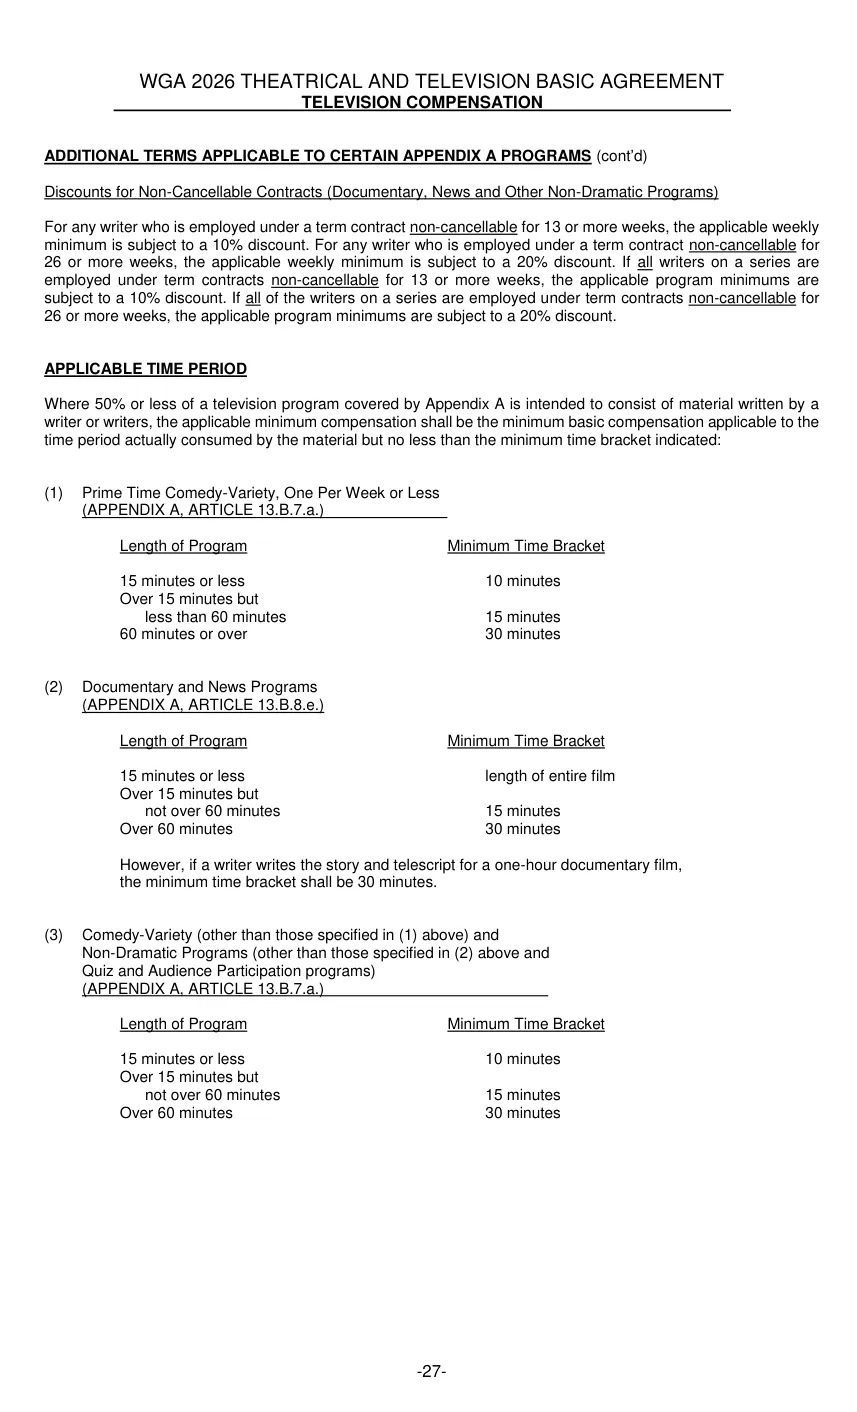 WGA 2026 THEATRICAL AND TELEVISION BASIC AGREEMENT
TELEVISION COMPENSATION
ADDITIONAL TERMS APPLICABLE TO CERTAIN APPENDIX A PROGRAMS (cont’d)
Discounts for Non-Cancellable Contracts (Documentary, News and Other Non-Dramatic Programs)
For any writer who is employed under a term contract non-cancellable for 13 or more weeks, the applicable weekly
minimum is subject to a 10% discount. For any writer who is employed under a term contract non-cancellable for
26 or more weeks, the applicable weekly minimum is subject to a 20% discount. If all writers on a series are
employed under term contracts non-cancellable for 13 or more weeks, the applicable program minimums are
subject to a 10% discount. If all of the writers on a series are employed under term contracts non-cancellable for
26 or more weeks, the applicable program minimums are subject to a 20% discount.
APPLICABLE TIME PERIOD
Where 50% or less of a television program covered by Appendix A is intended to consist of material written by a
writer or writers, the applicable minimum compensation shall be the minimum basic compensation applicable to the
time period actually consumed by the material but no less than the minimum time bracket indicated:
(1) Prime Time Comedy-Variety, One Per Week or Less
(APPENDIX A, ARTICLE 13.B.7.a.)
Length of Program Minimum Time Bracket
15 minutes or less 10 minutes
Over 15 minutes but
less than 60 minutes 15 minutes
60 minutes or over 30 minutes
(2) Documentary and News Programs
(APPENDIX A, ARTICLE 13.B.8.e.)
Length of Program Minimum Time Bracket
15 minutes or less length of entire film
Over 15 minutes but
not over 60 minutes 15 minutes
Over 60 minutes 30 minutes
However, if a writer writes the story and telescript for a one-hour documentary film,
the minimum time bracket shall be 30 minutes.
(3) Comedy-Variety (other than those specified in (1) above) and
Non-Dramatic Programs (other than those specified in (2) above and
Quiz and Audience Participation programs)
(APPENDIX A, ARTICLE 13.B.7.a.)
Length of Program Minimum Time Bracket
15 minutes or less 10 minutes
Over 15 minutes but
not over 60 minutes 15 minutes
Over 60 minutes 30 minutes
-27-